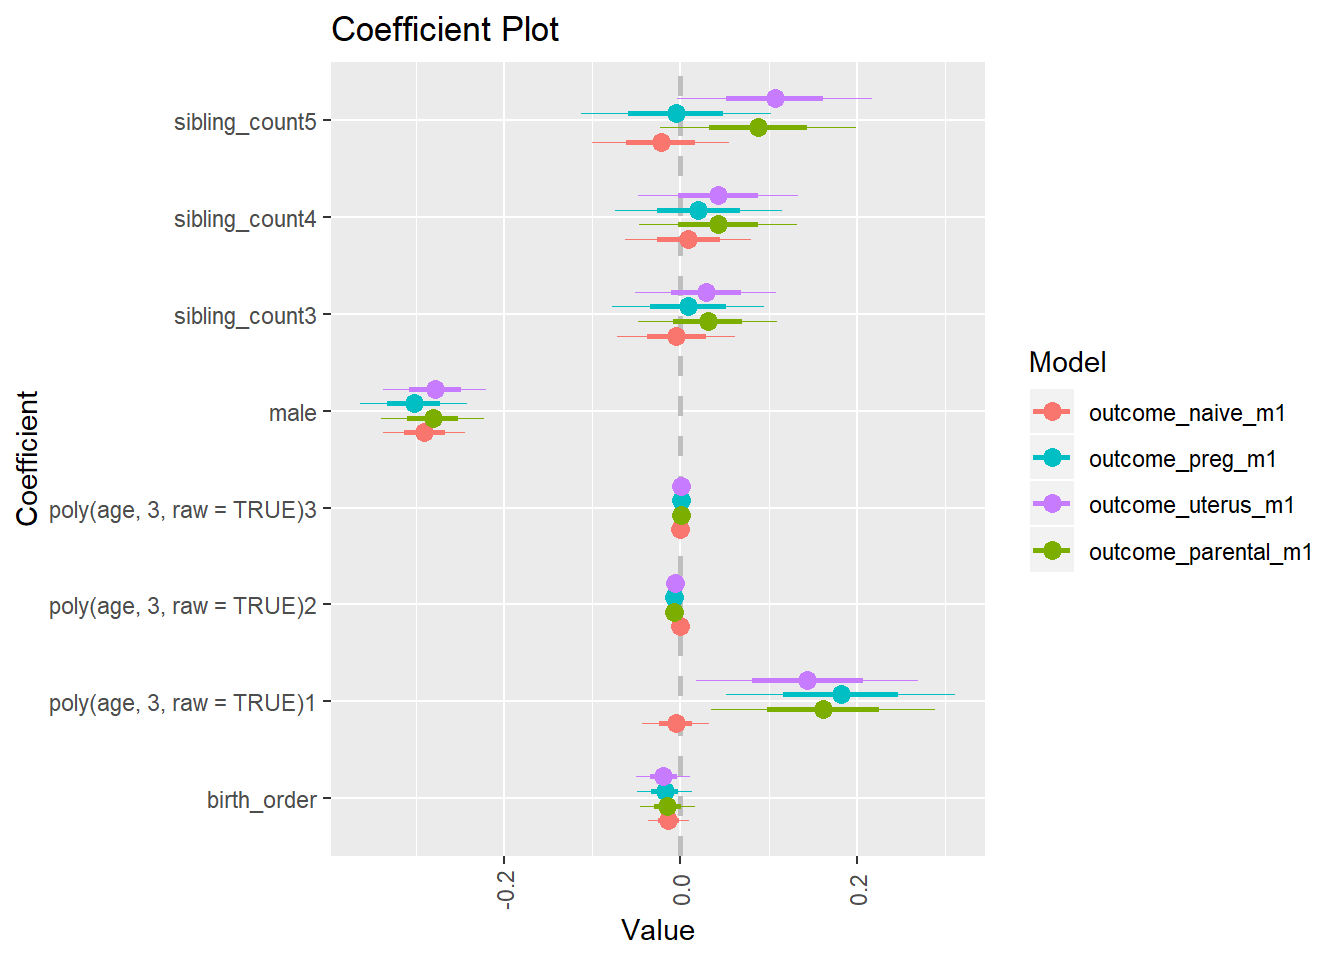 Coefficient Plot
sibling_count5
sibling_count4
sibling_count3
male
poly(age, 3, raw = TRUE)3
poly(age, 3, raw = TRUE)2
poly(age, 3, raw = TRUE)1
birth_order
Coefficient
-0.2
0.0
0.2
Value
Model
outcome_naive_m1
outcome_preg_m1
outcome_uterus_m1
outcome_parental_m1